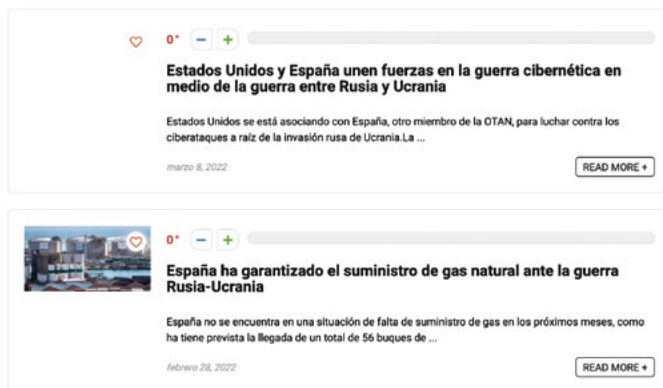 0°
− +
Estados Unidos y España unen fuerzas en la guerra cibernética en
medio de la guerra entre Rusia y Ucrania
Estados Unidos se está asociando con España, otro miembro de la OTAN, para luchar contra los
ciberataques a raíz de la invasión rusa de Ucrania.La ...
marzo 8, 2022
READ MORE +
0°
− +
España ha garantizado el suministro de gas natural ante la guerra
Rusia-Ucrania
España no se encuentra en una situación de falta de suministro de gas en los próximos meses, como
ha tiene prevista la llegada de un total de 56 buques de ...
febrero 28, 2022
READ MORE +